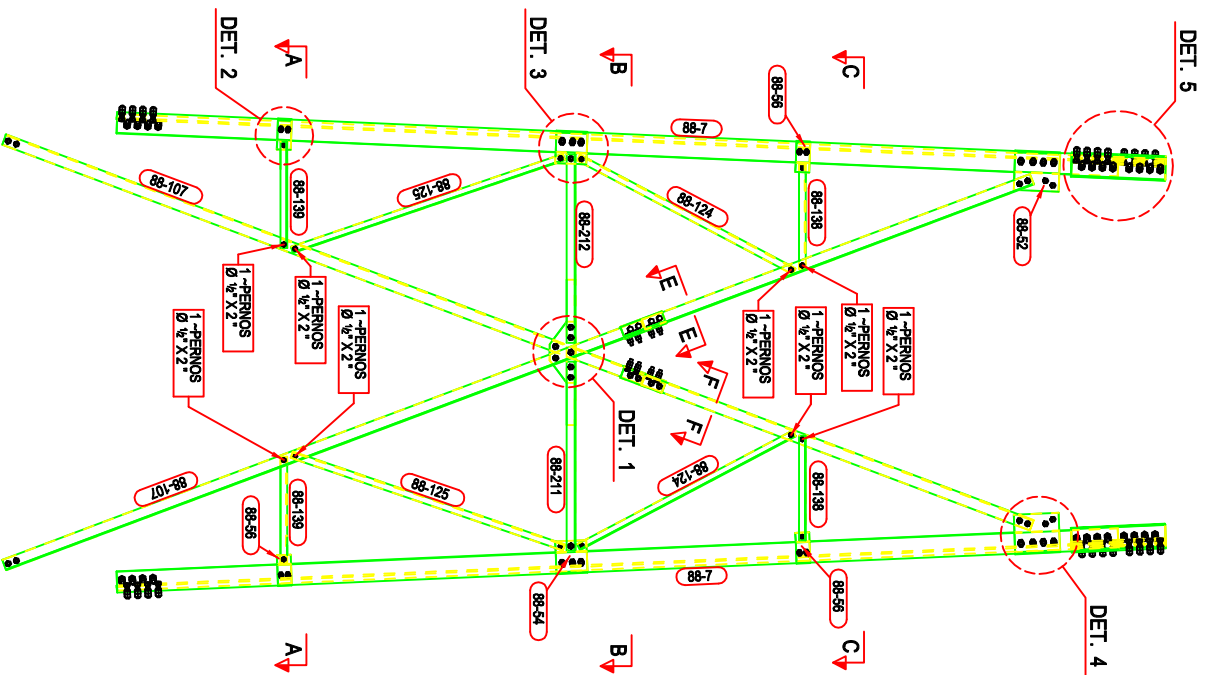 DET. 5
DET. 3
DET. 2
A
B
C
88-56
88-7
88-107
88-139
88-125
88-124
88-138
88-52
88-212
1 ~PERNOS
Ø ½" X 2"
1 ~PERNOS
Ø ½" X 2"
1 ~PERNOS
Ø ½" X 2"
1 ~PERNOS
Ø ½" X 2"
E
E
F
F
1 ~PERNOS
Ø ½" X 2"
1 ~PERNOS
Ø ½" X 2"
1 ~PERNOS
Ø ½" X 2"
1 ~PERNOS
Ø ½" X 2"
DET. 1
88-107
88-139
88-125
88-211
88-124
88-138
88-56
88-54
88-7
88-56
DET. 4
A
B
C